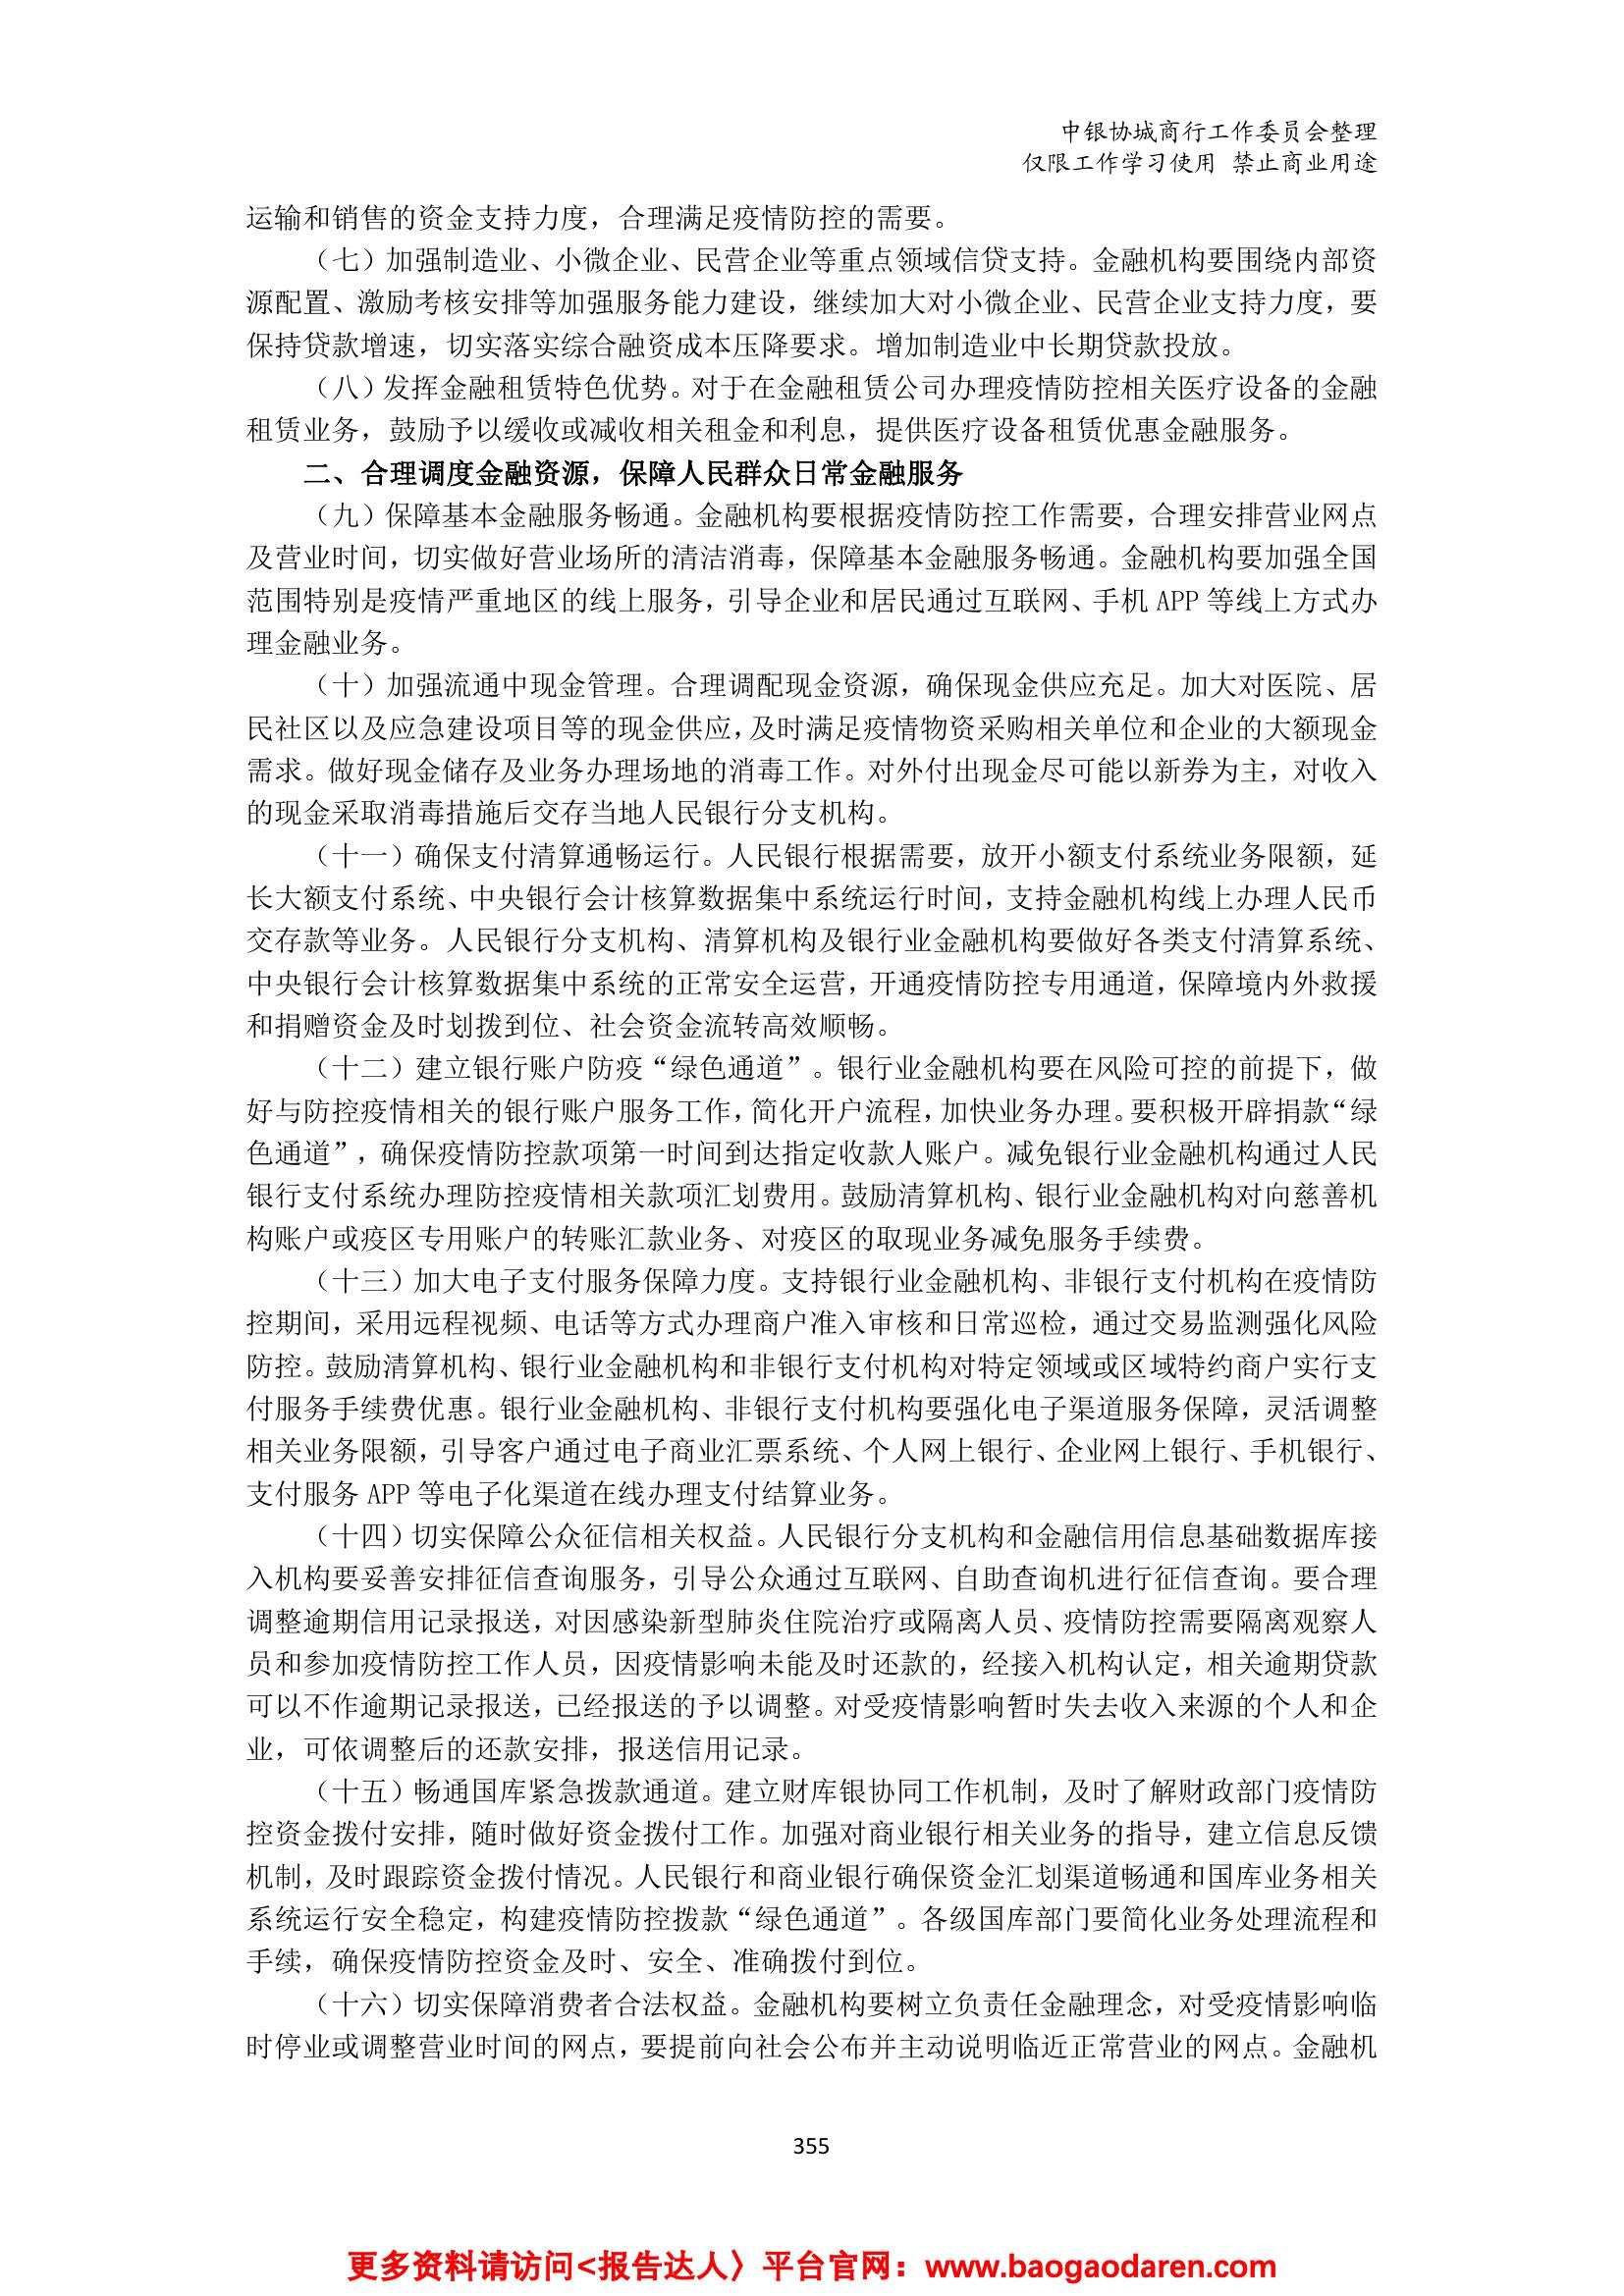 中银协城商行工作委员会整理
仅限工作学习使用 禁止商业用途
运输和销售的资金支持力度，合理满足疫情防控的需要。
（七）加强制造业、小微企业、民营企业等重点领域信贷支持。金融机构要围绕内部资
源配置、激励考核安排等加强服务能力建设，继续加大对小微企业、民营企业支持力度，要
保持贷款增速，切实落实综合融资成本压降要求。增加制造业中长期贷款投放。
（八）发挥金融租赁特色优势。对于在金融租赁公司办理疫情防控相关医疗设备的金融
租赁业务，鼓励予以缓收或减收相关租金和利息，提供医疗设备租赁优惠金融服务。
二、合理调度金融资源，保障人民群众日常金融服务
（九）保障基本金融服务畅通。金融机构要根据疫情防控工作需要，合理安排营业网点
及营业时间，切实做好营业场所的清洁消毒，保障基本金融服务畅通。金融机构要加强全国
范围特别是疫情严重地区的线上服务，引导企业和居民通过互联网、手机 APP 等线上方式办
理金融业务。
（十）加强流通中现金管理。合理调配现金资源，确保现金供应充足。加大对医院、居
民社区以及应急建设项目等的现金供应，及时满足疫情物资采购相关单位和企业的大额现金
需求。做好现金储存及业务办理场地的消毒工作。对外付出现金尽可能以新券为主，对收入
的现金采取消毒措施后交存当地人民银行分支机构。
（十一）确保支付清算通畅运行。人民银行根据需要，放开小额支付系统业务限额，延
长大额支付系统、中央银行会计核算数据集中系统运行时间，支持金融机构线上办理人民币
交存款等业务。人民银行分支机构、清算机构及银行业金融机构要做好各类支付清算系统、
中央银行会计核算数据集中系统的正常安全运营，开通疫情防控专用通道，保障境内外救援
和捐赠资金及时划拨到位、社会资金流转高效顺畅。
（十二）建立银行账户防疫“绿色通道”。银行业金融机构要在风险可控的前提下，做
好与防控疫情相关的银行账户服务工作，简化开户流程，加快业务办理。要积极开辟捐款“绿
色通道”，确保疫情防控款项第一时间到达指定收款人账户。减免银行业金融机构通过人民
银行支付系统办理防控疫情相关款项汇划费用。鼓励清算机构、银行业金融机构对向慈善机
构账户或疫区专用账户的转账汇款业务、对疫区的取现业务减免服务手续费。
（十三）加大电子支付服务保障力度。支持银行业金融机构、非银行支付机构在疫情防
控期间，采用远程视频、电话等方式办理商户准入审核和日常巡检，通过交易监测强化风险
防控。鼓励清算机构、银行业金融机构和非银行支付机构对特定领域或区域特约商户实行支
付服务手续费优惠。银行业金融机构、非银行支付机构要强化电子渠道服务保障，灵活调整
相关业务限额，引导客户通过电子商业汇票系统、个人网上银行、企业网上银行、手机银行、
支付服务 APP 等电子化渠道在线办理支付结算业务。
（十四）切实保障公众征信相关权益。人民银行分支机构和金融信用信息基础数据库接
入机构要妥善安排征信查询服务，引导公众通过互联网、自助查询机进行征信查询。要合理
调整逾期信用记录报送，对因感染新型肺炎住院治疗或隔离人员、疫情防控需要隔离观察人
员和参加疫情防控工作人员，因疫情影响未能及时还款的，经接入机构认定，相关逾期贷款
可以不作逾期记录报送，已经报送的予以调整。对受疫情影响暂时失去收入来源的个人和企
业，可依调整后的还款安排，报送信用记录。
（十五）畅通国库紧急拨款通道。建立财库银协同工作机制，及时了解财政部门疫情防
控资金拨付安排，随时做好资金拨付工作。加强对商业银行相关业务的指导，建立信息反馈
机制，及时跟踪资金拨付情况。人民银行和商业银行确保资金汇划渠道畅通和国库业务相关
系统运行安全稳定，构建疫情防控拨款“绿色通道”。各级国库部门要简化业务处理流程和
手续，确保疫情防控资金及时、安全、准确拨付到位。
（十六）切实保障消费者合法权益。金融机构要树立负责任金融理念，对受疫情影响临
时停业或调整营业时间的网点，要提前向社会公布并主动说明临近正常营业的网点。金融机
355
更多资料请访问<报告达人〉平台官网：www.baogaodaren.com